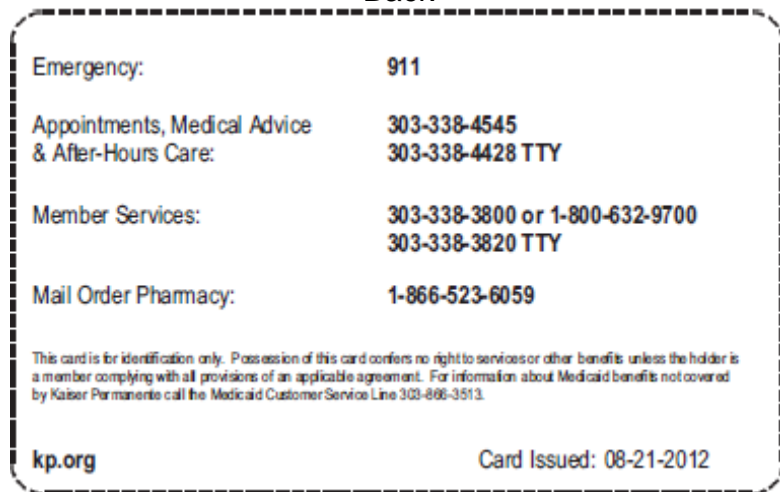 Emergency: 911
Appointments, Medical Advice 303-338-4545
& After-Hours Care: 303-338-4428 TTY
Member Services: 303-338-3800 or 1-800-632-9700
303-338-3820 TTY
Mail Order Pharmacy: 1-866-523-6059
This card is for identification only. Possession of this card confers no right to services or other benefits unless the holder is
a member complying with all provisions of an applicable agreement. For information about Medicaid benefits not covered
by Kaiser Permanente call the Medicaid Customer Service Line 303-866-3513.
kp.org Card Issued: 08-21-2012